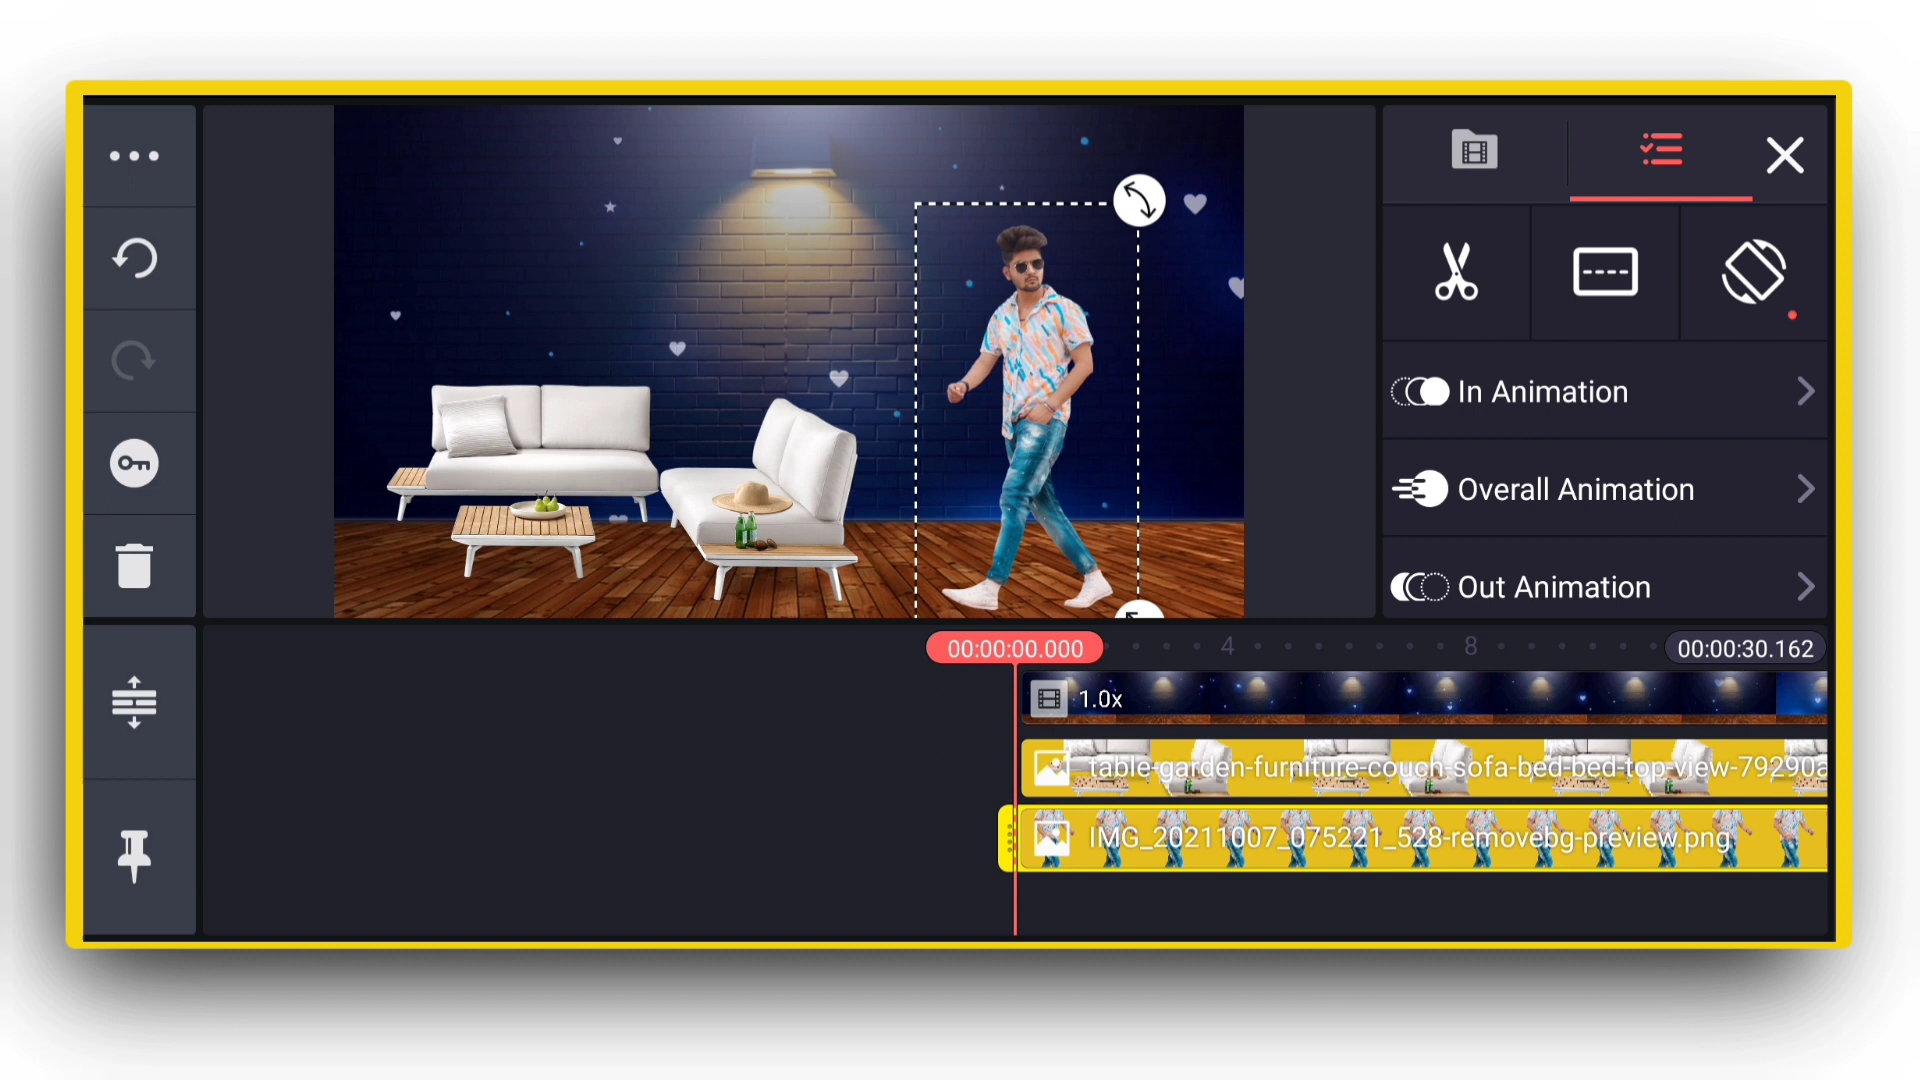 In Animation
Overall Animation
Out Animation
00:00:00.000
4
8
00:00:30.162
1.0x
table-garden-furniture-couch-sofa-bed-bed-top-view-79290a
IMG_20211007_075221_528-removebg-preview.png